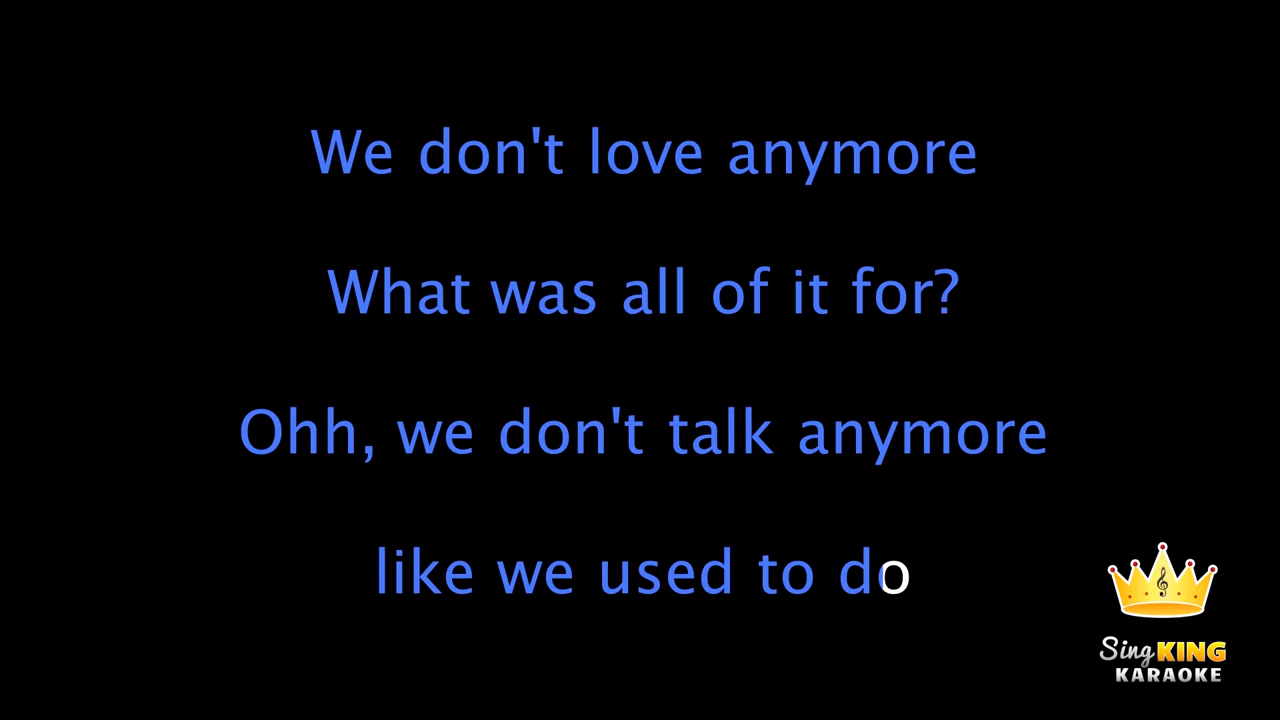 We don't love anymore
What was all of it for?
Ohh, we don't talk anymore
like we used to do
Sing KING
KARAOKE